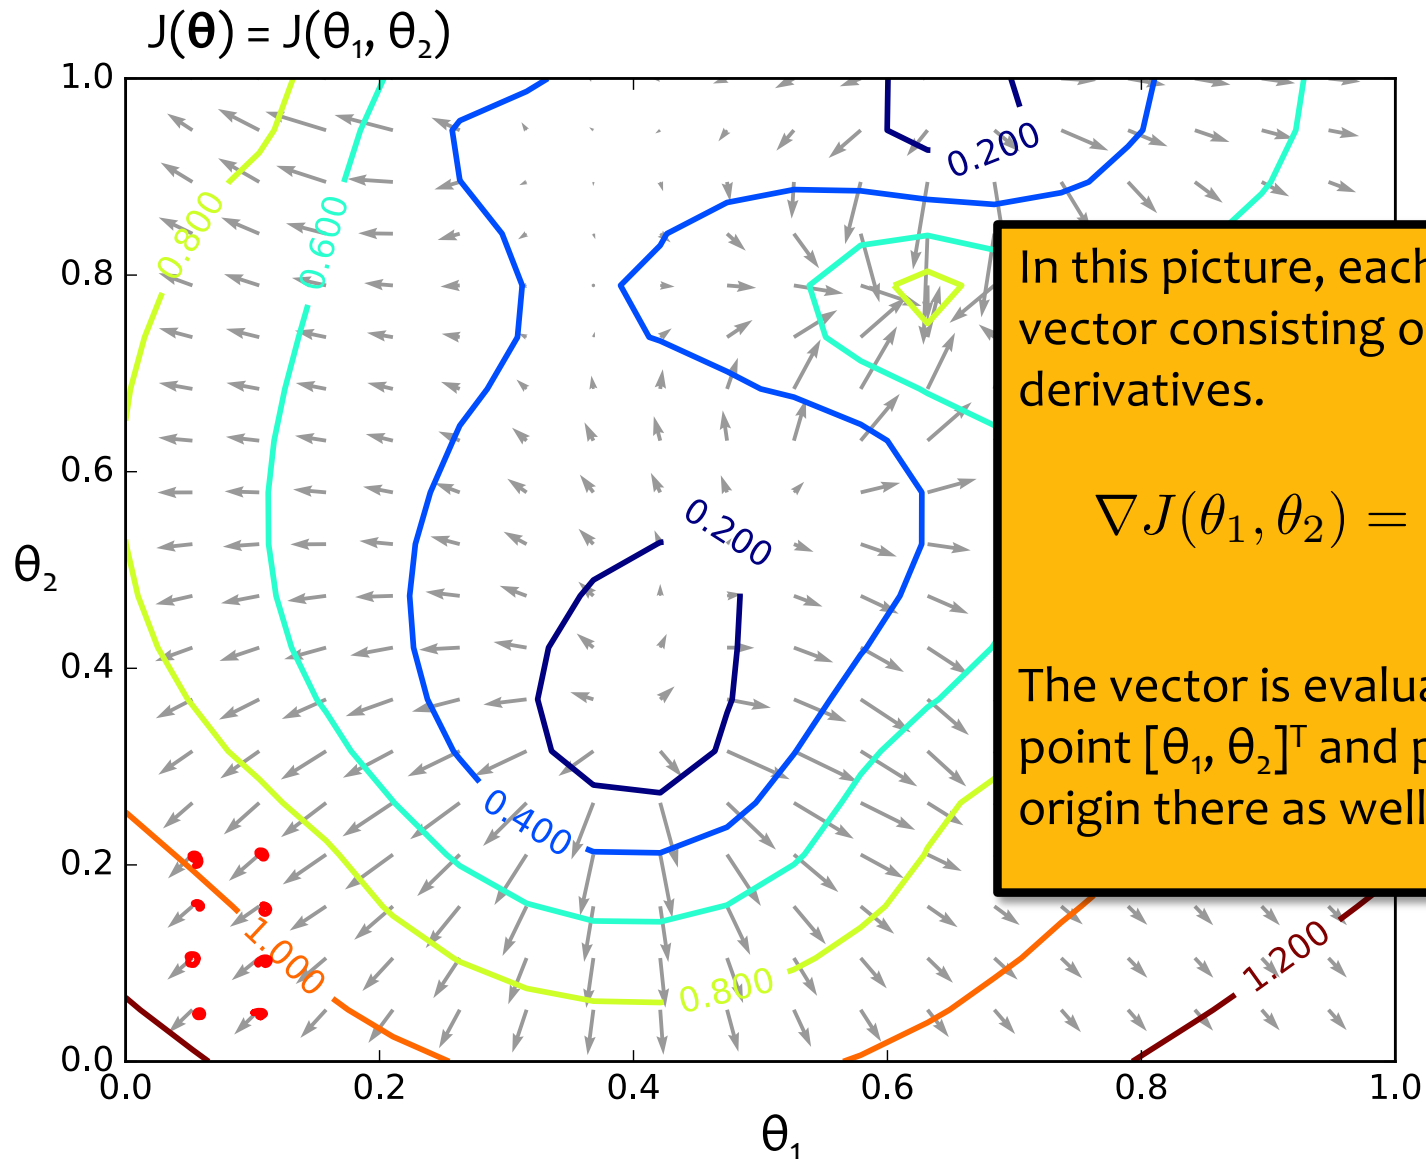 J(θ) = J(θ₁, θ₂)
1.0
0.8
0.6
0.4
0.2
0.0
θ₂
0.0 0.2 0.4 0.6 0.8 1.0
θ₁
0.800
0.600
0.200
0.200
0.400
1.000
0.800
1.200
In this picture, each
vector consisting o
derivatives.
∇J(θ₁, θ₂) =
The vector is evalua
point [θ₁, θ₂]ᵀ and p
origin there as well